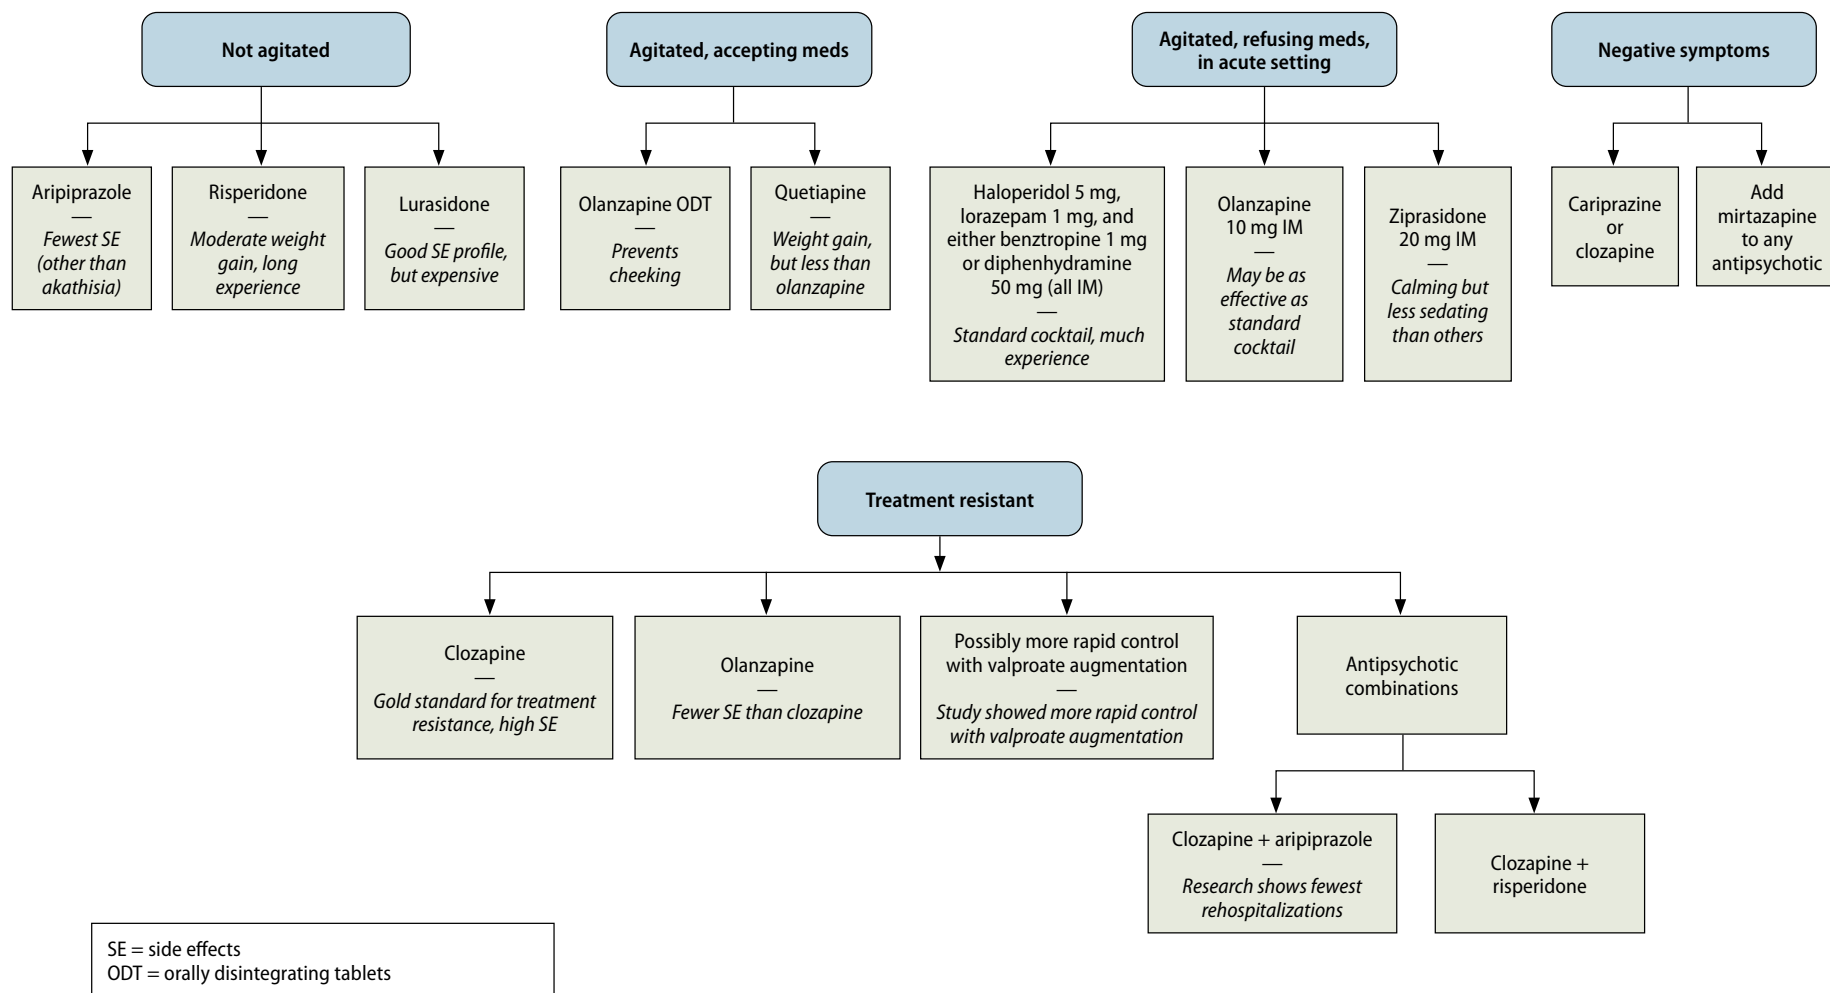 Not agitated
Agitated, accepting meds
Agitated, refusing meds,
in acute setting
Negative symptoms
Aripiprazole
—
Fewest SE
(other than
akathisia)
Risperidone
—
Moderate weight
gain, long
experience
Lurasidone
—
Good SE profile,
but expensive
Olanzapine ODT
—
Prevents
cheeking
Quetiapine
—
Weight gain,
but less than
olanzapine
Haloperidol 5 mg,
lorazepam 1 mg, and
either benztropine 1 mg
or diphenhydramine
50 mg (all IM)
—
Standard cocktail, much
experience
Olanzapine
10 mg IM
—
May be as
effective as
standard
cocktail
Ziprasidone
20 mg IM
—
Calming but
less sedating
than others
Cariprazine
or
clozapine
Add
mirtazapine
to any
antipsychotic
Treatment resistant
Clozapine
—
Gold standard for treatment
resistance, high SE
Olanzapine
—
Fewer SE than clozapine
Possibly more rapid control
with valproate augmentation
—
Study showed more rapid control
with valproate augmentation
Antipsychotic
combinations
Clozapine + aripiprazole
—
Research shows fewest
rehospitalizations
Clozapine +
risperidone
SE = side effects
ODT = orally disintegrating tablets